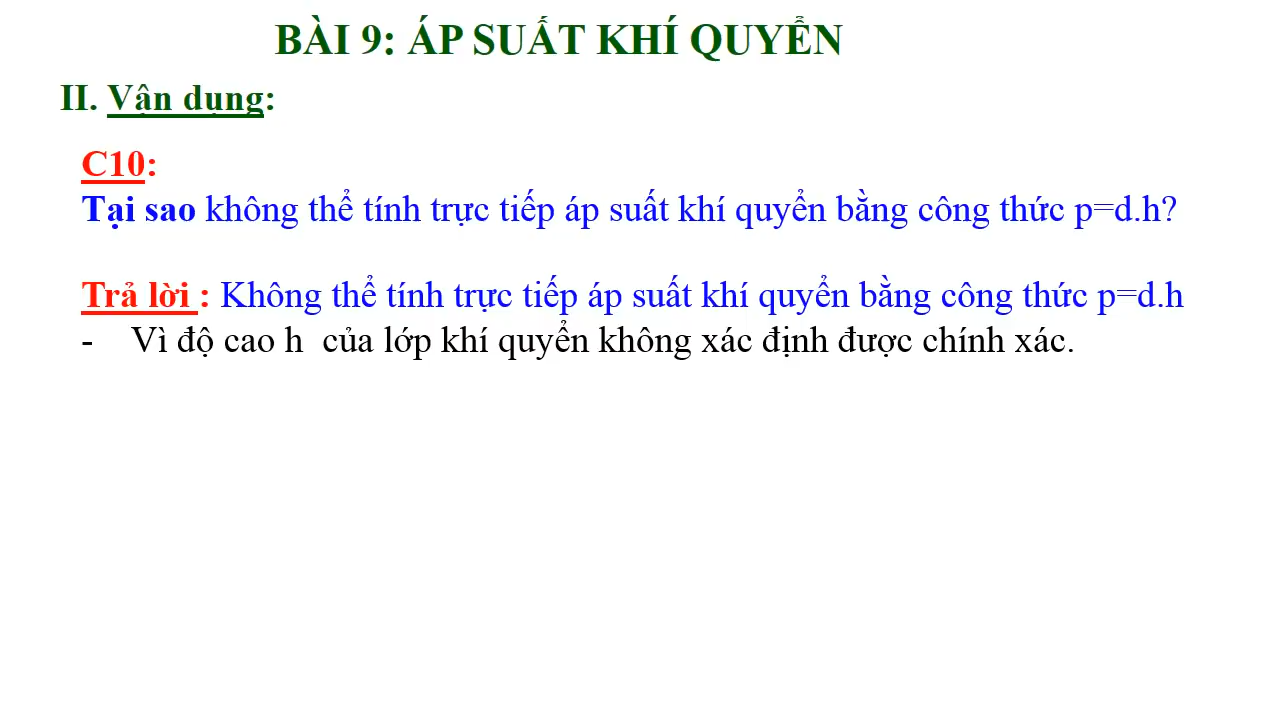 BÀI 9: ÁP SUẤT KHÍ QUYỂN
II. Vận dụng:
C10:
Tại sao không thể tính trực tiếp áp suất khí quyển bằng công thức p=d.h?
Trả lời : Không thể tính trực tiếp áp suất khí quyển bằng công thức p=d.h
- Vì độ cao h của lớp khí quyển không xác định được chính xác.